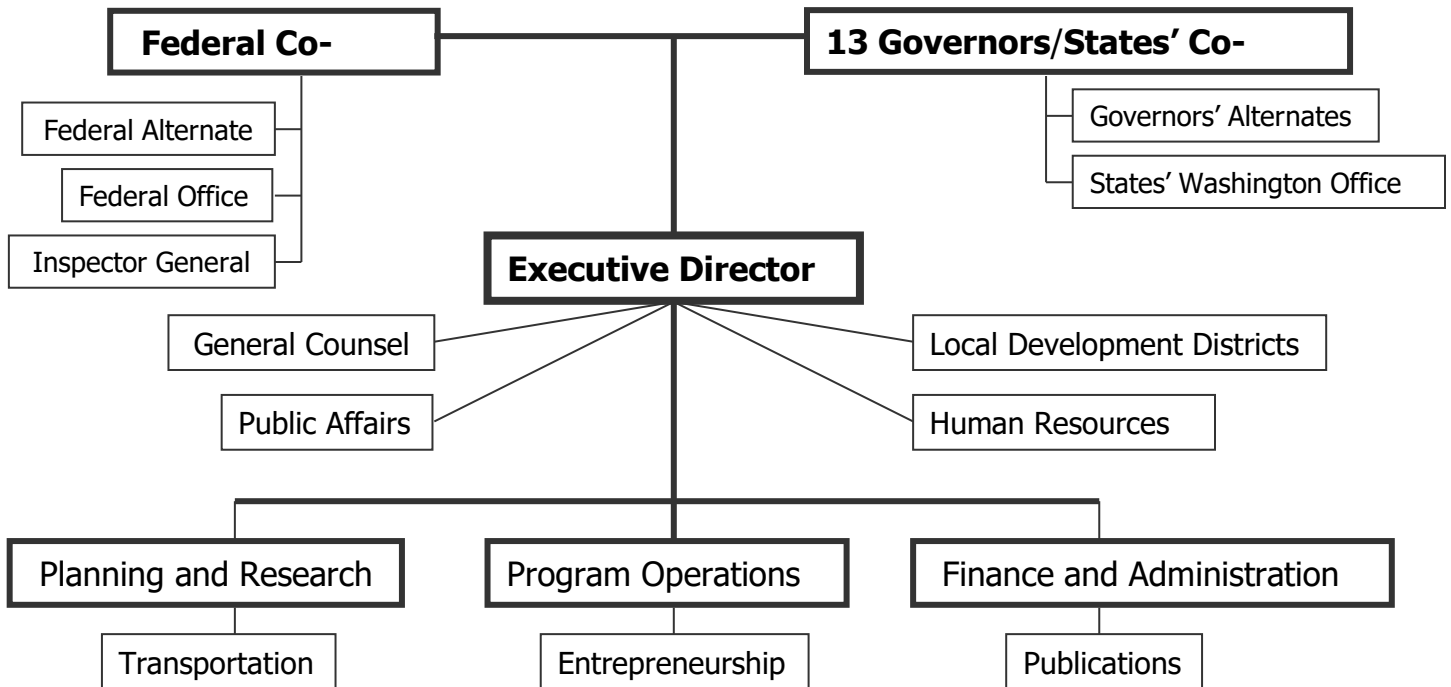 Federal Co-
13 Governors/States’ Co-
Federal Alternate
Governors’ Alternates
Federal Office
States’ Washington Office
Inspector General
Executive Director
General Counsel
Local Development Districts
Public Affairs
Human Resources
Planning and Research
Program Operations
Finance and Administration
Transportation
Entrepreneurship
Publications